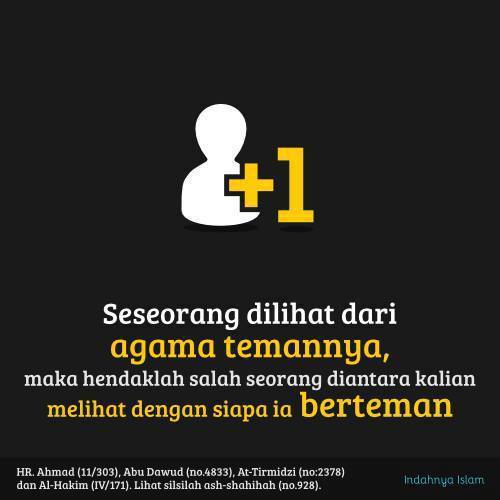 +1
Seseorang dilihat dari
agama temannya,
maka hendaklah salah seorang diantara kalian
melihat dengan siapa ia berteman
HR. Ahmad (11/303), Abu Dawud (no.4833), At-Tirmidzi (no:2378)
dan Al-Hakim (IV/171). Lihat silsilah ash-shahihah (no.928).
Indahnya Islam